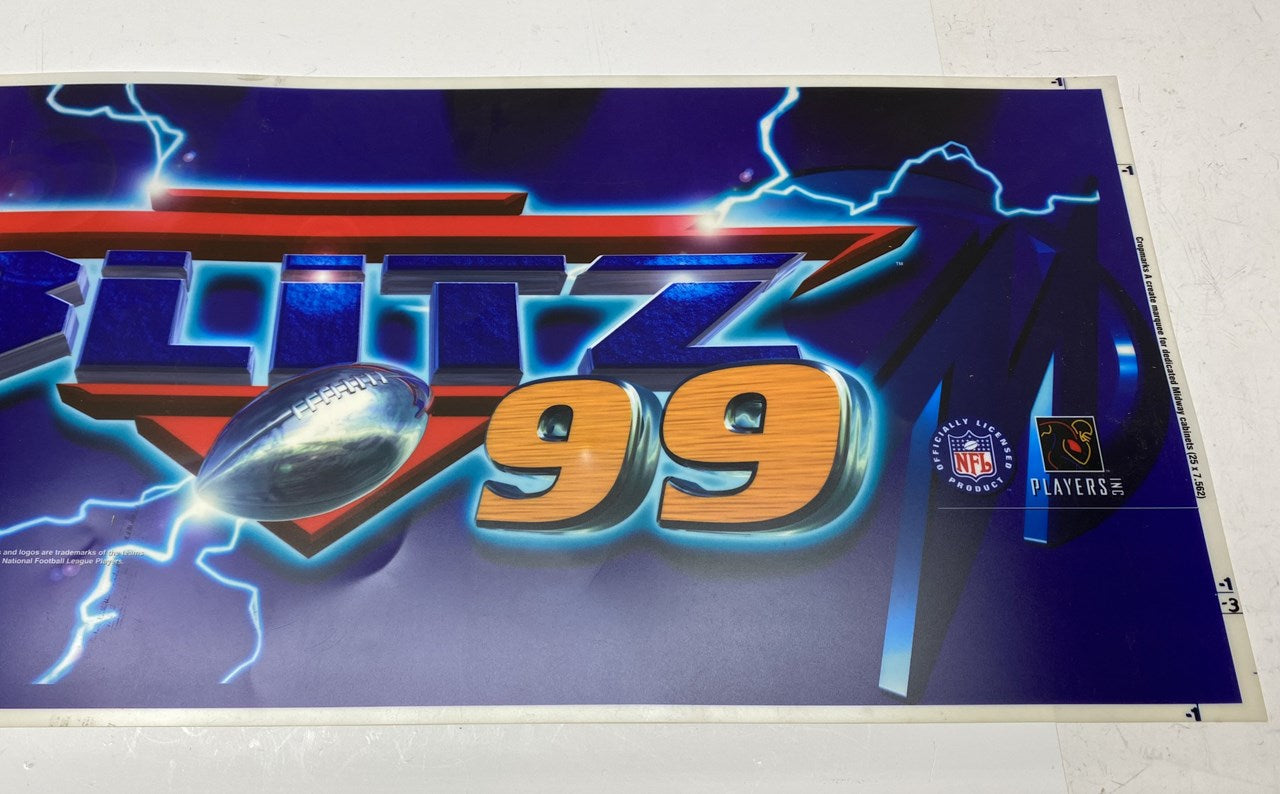 BLITZ
™
99
OFFICIALLY LICENSED
NFL
PRODUCT
PLAYERS INC
s and logos are trademarks of the teams
National Football League Players.
Cropmarks A create marquee for dedicated Midway cabinets (25 x 7.562)
-1
-1
-1
-3
-1